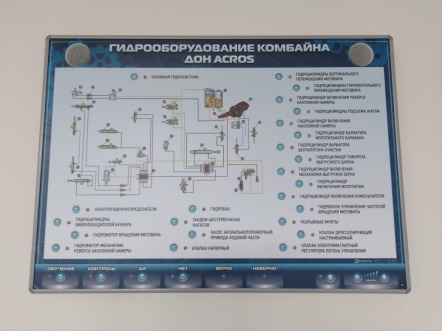 ГИДРООБОРУДОВАНИЕ КОМБАЙНА
ДОН ACROS
ОСНОВНАЯ ГИДРОСИСТЕМА
ГИДРОЦИЛИНДРЫ ВЕРТИКАЛЬНОГО
ПЕРЕМЕЩЕНИЯ МОТОВИЛА
ГИДРОЦИЛИНДРЫ ГОРИЗОНТАЛЬНОГО
ПЕРЕМЕЩЕНИЯ МОТОВИЛА
ГИДРОЦИЛИНДР ВКЛЮЧЕНИЯ РЕВЕРСА
НАКЛОННОЙ КАМЕРЫ
ГИДРОЦИЛИНДРЫ ПОДЪЕМА ЖАТКИ
ГИДРОЦИЛИНДР ВКЛЮЧЕНИЯ
НАКЛОННОЙ КАМЕРЫ
ГИДРОЦИЛИНДР ВАРИАТОРА
МОЛОТИЛЬНОГО БАРАБАНА
ГИДРОЦИЛИНДР ВАРИАТОРА
ВЕНТИЛЯТОРА ОЧИСТКИ
ГИДРОЦИЛИНДР ПОВОРОТА
ВЫГРУЗНОГО ШНЕКА
ГИДРОЦИЛИНДР ВКЛЮЧЕНИЯ
МЕХАНИЗМА ВЫГРУЗКИ ЗЕРНА
ГИДРОЦИЛИНДР
ВКЛЮЧЕНИЯ МОЛОТИЛКИ
ГИДРОЦИЛИНДР ВКЛЮЧЕНИЯ ИЗМЕЛЬЧИТЕЛЯ
ГИДРОБЛОК УПРАВЛЕНИЯ ЧАСТОТОЙ
ВРАЩЕНИЯ МОТОВИЛА
РАЗРЫВНЫЕ МУФТЫ
КЛАПАН ДРОССЕЛИРУЮЩИЙ
НАСТРАИВАЕМЫЙ
КЛАПАН ЭЛЕКТРОМАГНИТНЫЙ
РЕГУЛЯТОРА ПОТОКА УПРАВЛЕНИЯ
ЭЛЕКТРОГИДРОРАСПРЕДЕЛИТЕЛИ
ГИДРОЦИЛИНДРЫ
ВИБРОПОБУДИТЕЛЕЙ БУНКЕРА
ГИДРОМОТОР ВРАЩЕНИЯ МОТОВИЛА
ГИДРОМОТОР МЕХАНИЗМА
РЕВЕРСА НАКЛОННОЙ КАМЕРЫ
ГИДРОБАК
ТАНДЕМ ШЕСТЕРЕНЧАТЫХ
НАСОСОВ
НАСОС АКСИАЛЬНОПЛУНЖЕРНЫЙ
ПРИВОДА ХОДОВОЙ ЧАСТИ
КЛАПАН НАПОРНЫЙ
ОБУЧЕНИЕ КОНТРОЛЬ ДА НЕТ ВЕРНО НЕВЕРНО